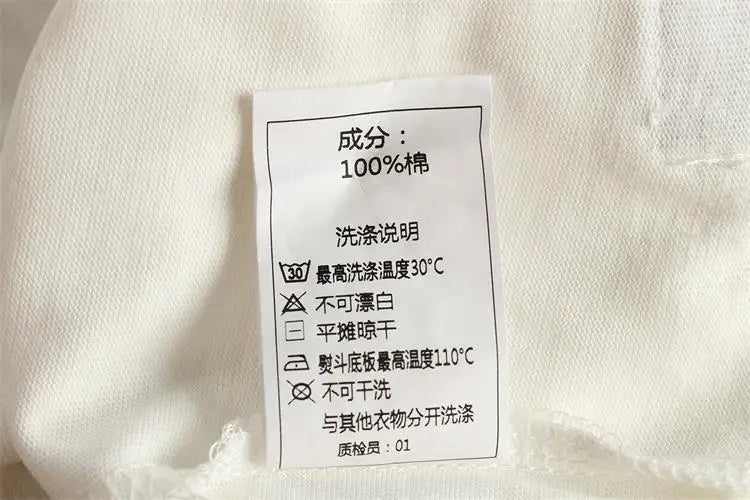 成分：
100%棉
洗涤说明
30 最高洗涤温度30°C
不可漂白
平摊晾干
熨斗底板最高温度110°C
不可干洗
与其他衣物分开洗涤
质检员：01